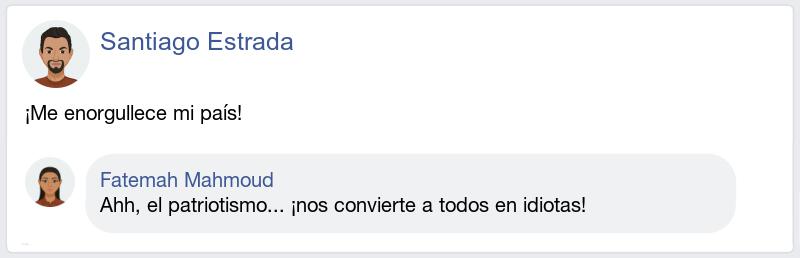 Santiago Estrada
¡Me enorgullece mi país!
Fatemah Mahmoud
Ahh, el patriotismo... ¡nos convierte a todos en idiotas!